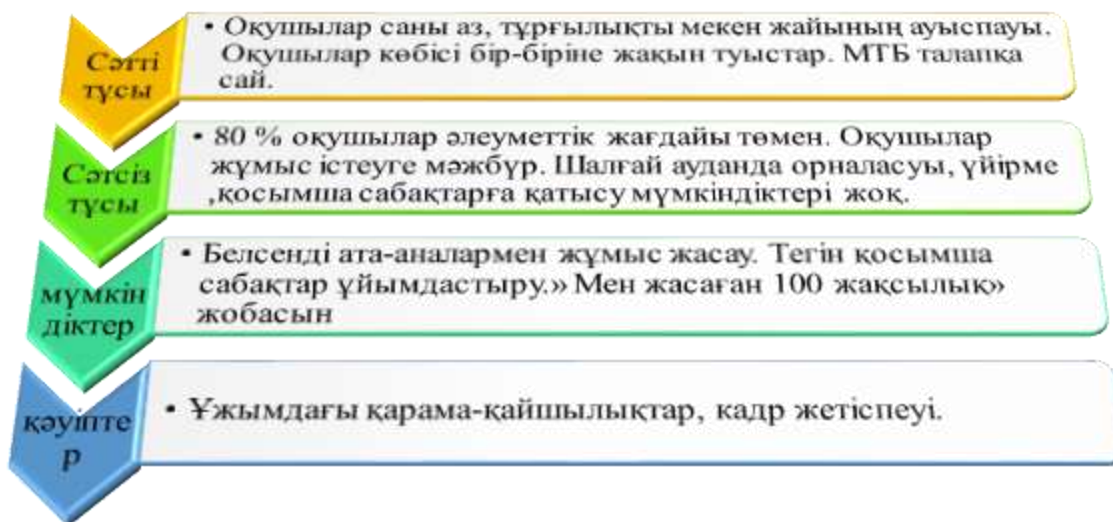 Сәтті
тұсы
• Оқушылар саны аз, тұрғылықты мекен жайының ауыспауы.
Оқушылар көбісі бір-біріне жақын туыстар. МТБ талапқа
сай.
Сәтсіз
тұсы
• 80 % оқушылар әлеуметтік жағдайы төмен. Оқушылар
жұмыс істеуге мәжбүр. Шалғай ауданда орналасуы, үйірме
,қосымша сабақтарға қатысу мүмкіндіктері жоқ.
мүмкін
діктер
• Белсенді ата-аналармен жұмыс жасау. Тегін қосымша
сабақтар ұйымдастыру.» Мен жасаған 100 жақсылық»
жобасын
қәуіпте
р
• Ұжымдағы қарама-қайшылықтар, кадр жетіспеуі.